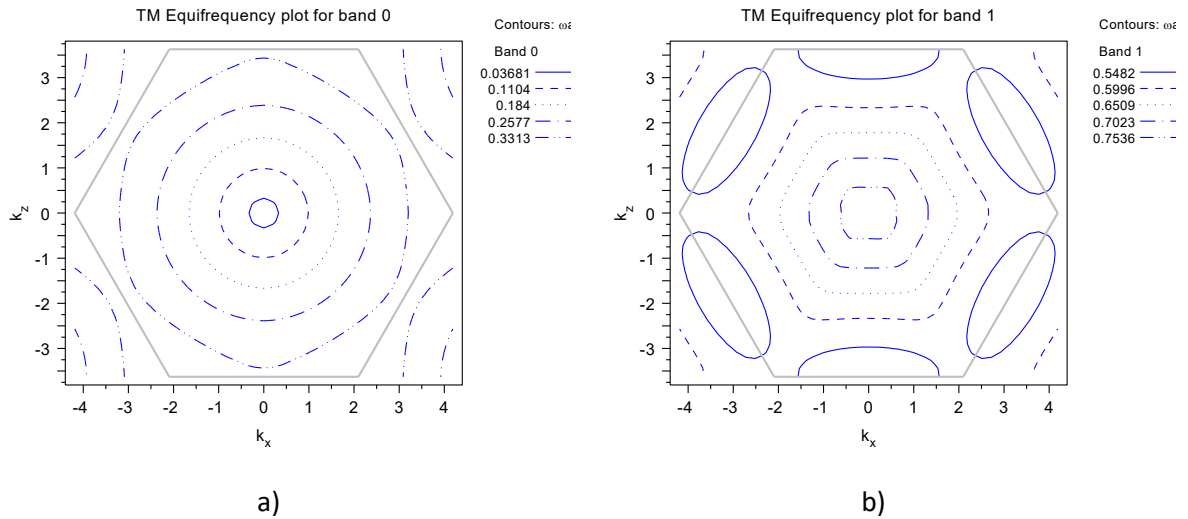 TM Equifrequency plot for band 0
Contours: ωa
Band 0
0.03681
0.1104
0.184
0.2577
0.3313
3
2
1
0
-1
-2
-3
k_z
-4 -3 -2 -1 0 1 2 3 4
k_x
a)
TM Equifrequency plot for band 1
Contours: ωa
Band 1
0.5482
0.5996
0.6509
0.7023
0.7536
3
2
1
0
-1
-2
-3
k_z
-4 -3 -2 -1 0 1 2 3 4
k_x
b)